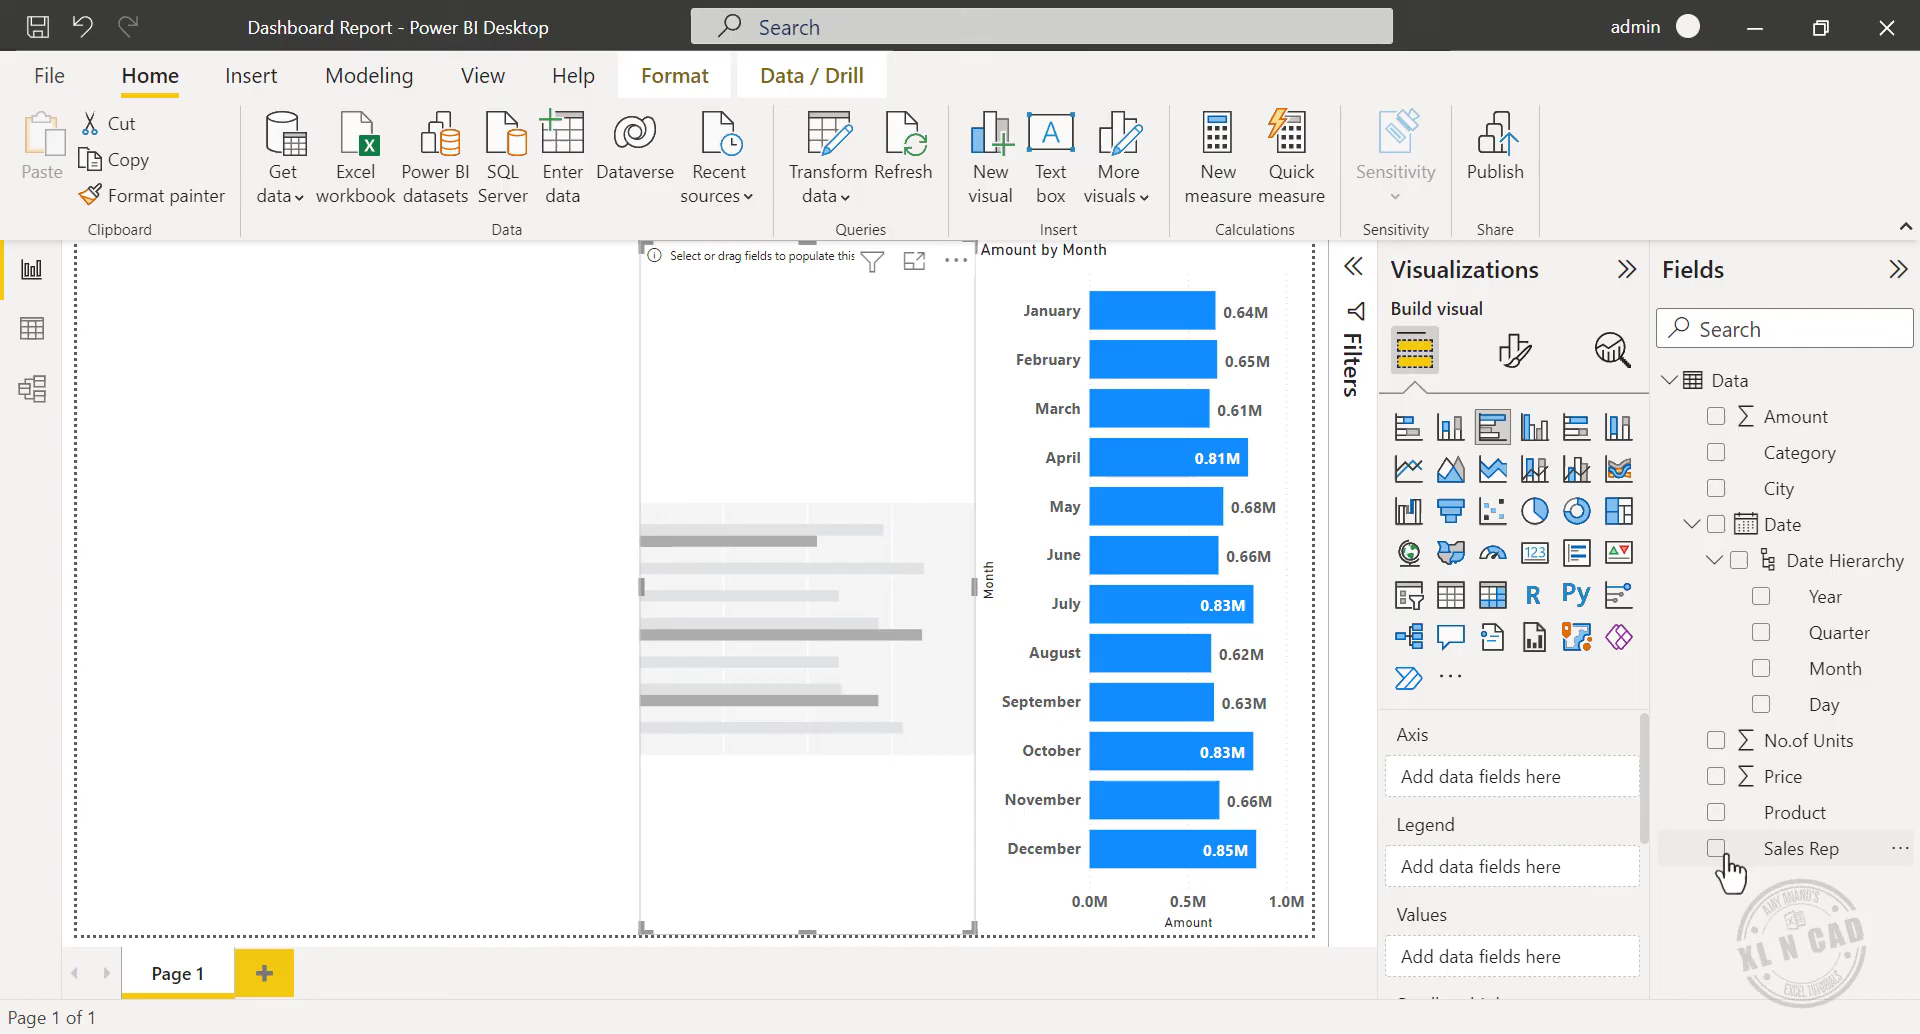 Dashboard Report - Power BI Desktop
Search
admin
File
Home
Insert
Modeling
View
Help
Format
Data / Drill
Paste
Cut
Copy
Format painter
Clipboard
Get data
Excel workbook
Power BI datasets
SQL Server
Enter data
Dataverse
Recent sources
Data
Transform data
Refresh
Queries
New visual
Text box
More visuals
Insert
New measure
Quick measure
Calculations
Sensitivity
Sensitivity
Publish
Share
Select or drag fields to populate this
Amount by Month
Month
January 0.64M
February 0.65M
March 0.61M
April 0.81M
May 0.68M
June 0.66M
July 0.83M
August 0.62M
September 0.63M
October 0.83M
November 0.66M
December 0.85M
0.0M 0.5M 1.0M
Amount
Filters
Visualizations
Build visual
123
R
Py
Axis
Add data fields here
Legend
Add data fields here
Values
Add data fields here
Fields
Search
Data
Amount
Category
City
Date
Date Hierarchy
Year
Quarter
Month
Day
No.of Units
Price
Product
Sales Rep
AJAY ANAND'S
XL N CAD
EXCEL TUTORIALS
Page 1
Page 1 of 1